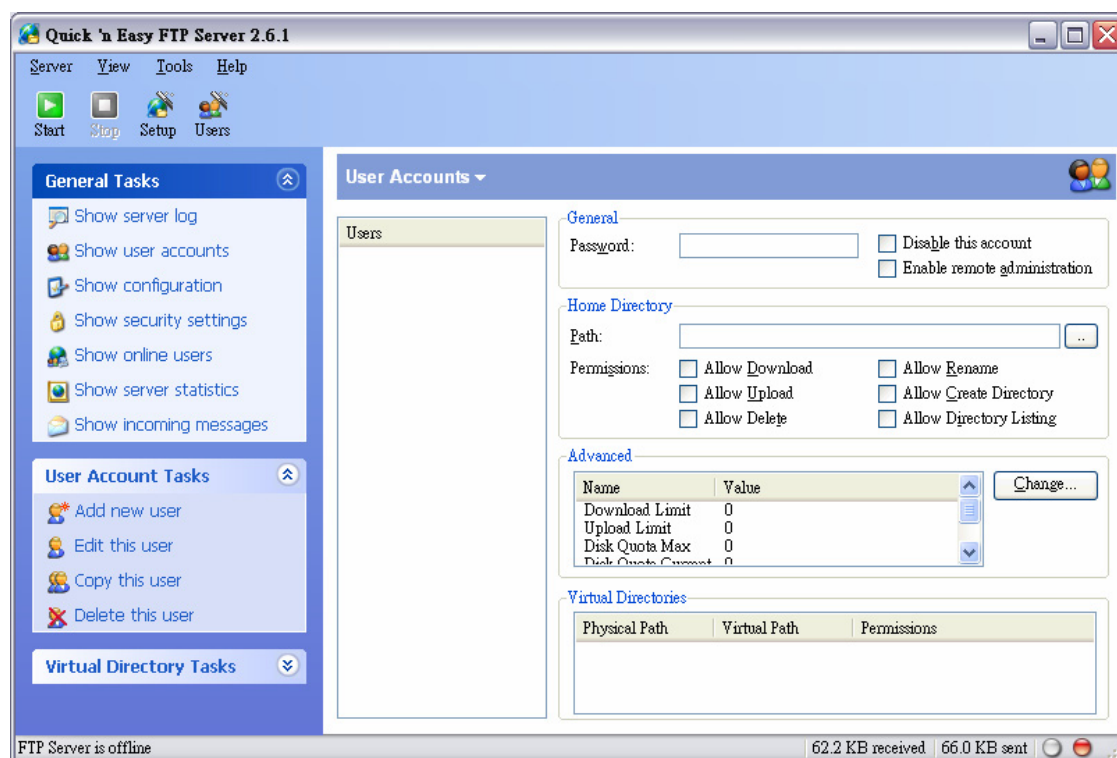 Quick 'n Easy FTP Server 2.6.1
Server View Tools Help
Start Stop Setup Users
General Tasks
Show server log
Show user accounts
Show configuration
Show security settings
Show online users
Show server statistics
Show incoming messages
User Account Tasks
Add new user
Edit this user
Copy this user
Delete this user
Virtual Directory Tasks
User Accounts
Users
General
Password:
Disable this account
Enable remote administration
Home Directory
Path:
..
Permissions:
Allow Download
Allow Rename
Allow Upload
Allow Create Directory
Allow Delete
Allow Directory Listing
Advanced
Name Value
Download Limit 0
Upload Limit 0
Disk Quota Max 0
Disk Quota Current 0
Change...
Virtual Directories
Physical Path Virtual Path Permissions
FTP Server is offline
62.2 KB received 66.0 KB sent